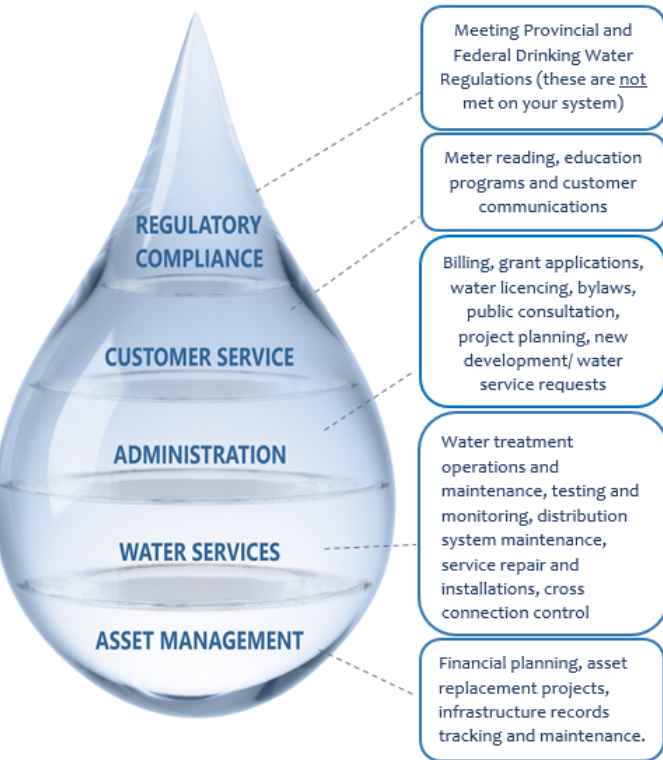 Meeting Provincial and
Federal Drinking Water
Regulations (these are not
met on your system)
REGULATORY
COMPLIANCE
Meter reading, education
programs and customer
communications
CUSTOMER SERVICE
Billing, grant applications,
water licencing, bylaws,
public consultation,
project planning, new
development/ water
service requests
ADMINISTRATION
Water treatment
operations and
maintenance, testing and
monitoring, distribution
system maintenance,
service repair and
installations, cross
connection control
WATER SERVICES
Financial planning, asset
replacement projects,
infrastructure records
tracking and maintenance.
ASSET MANAGEMENT